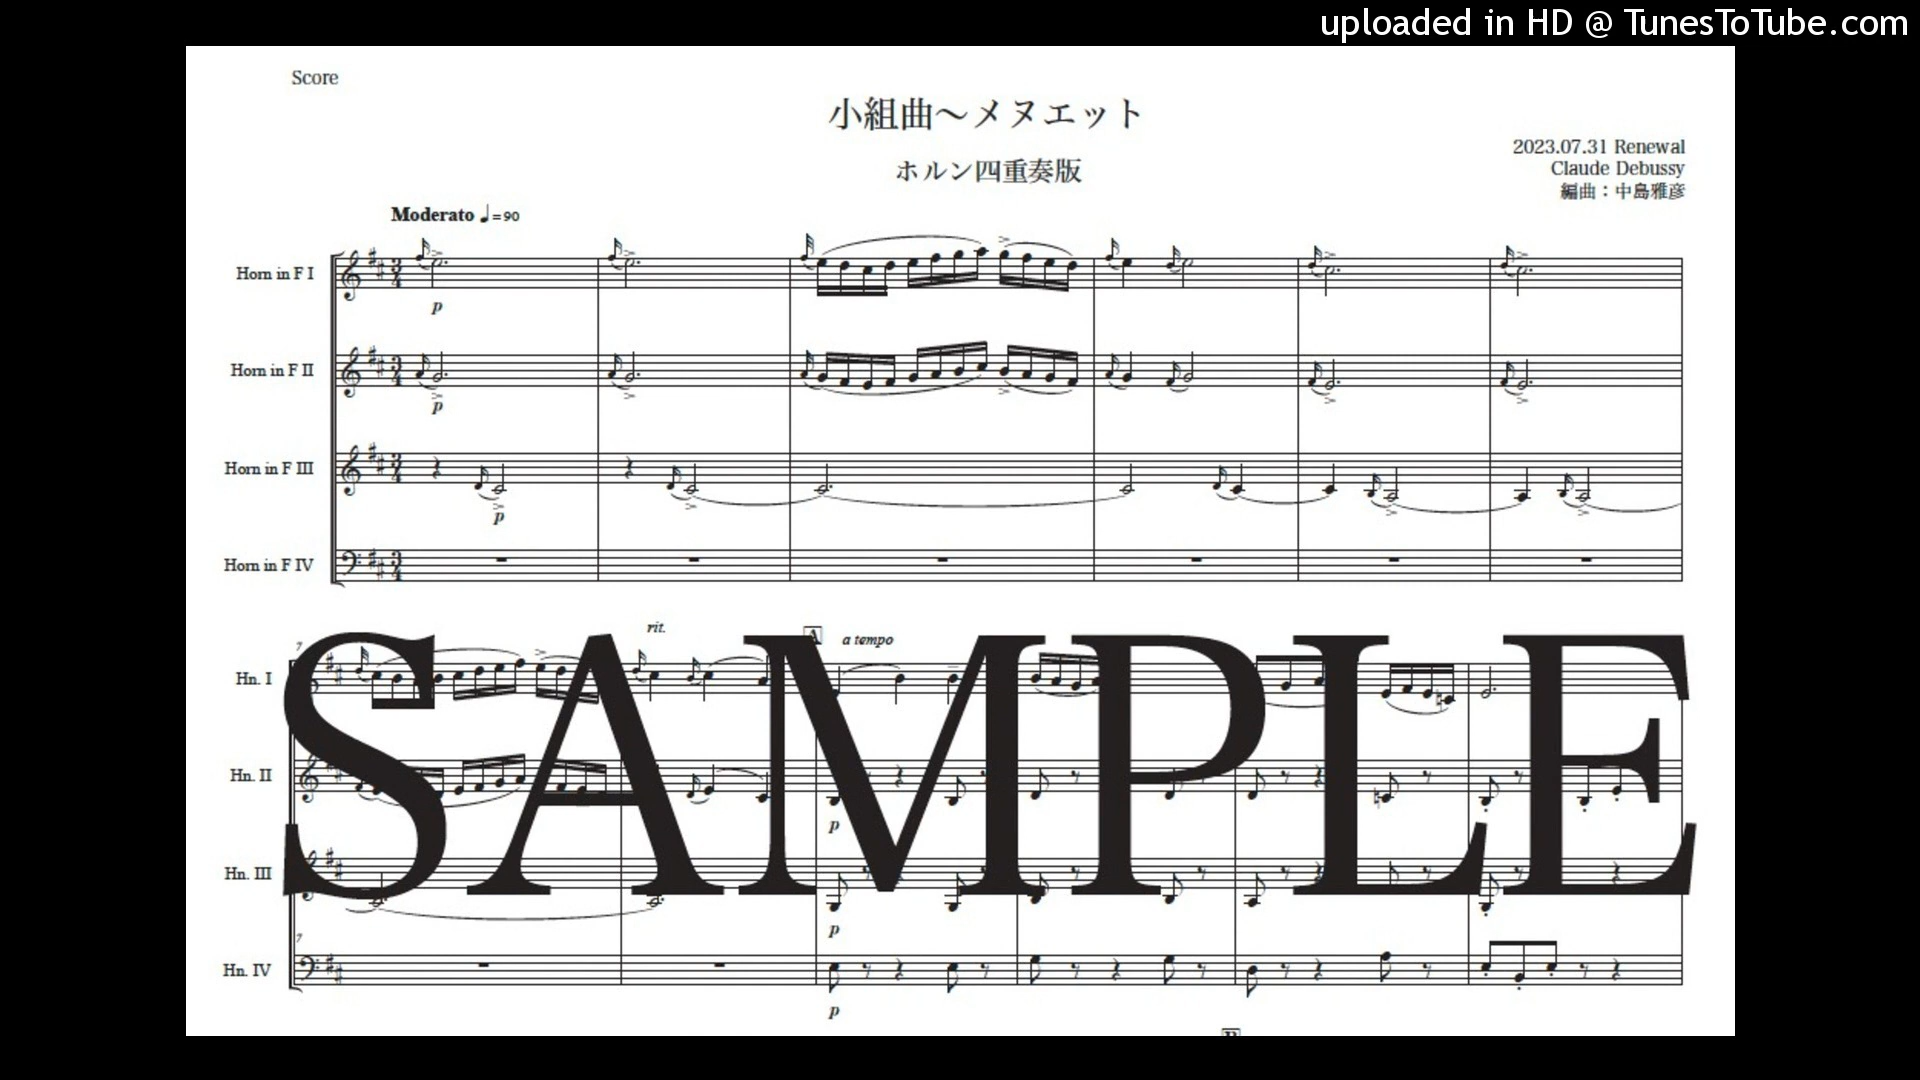 uploaded in HD @ TunesToTube.com
Score
小組曲～メヌエット
ホルン四重奏版
2023.07.31 Renewal
Claude Debussy
編曲：中島雅彦
Moderato ♩=90
Horn in F I
p
Horn in F II
p
Horn in F III
p
Horn in F IV
rit.
A
a tempo
7
Hn. I
Hn. II
p
SAMPLE
Hn. III
p
7
Hn. IV
p